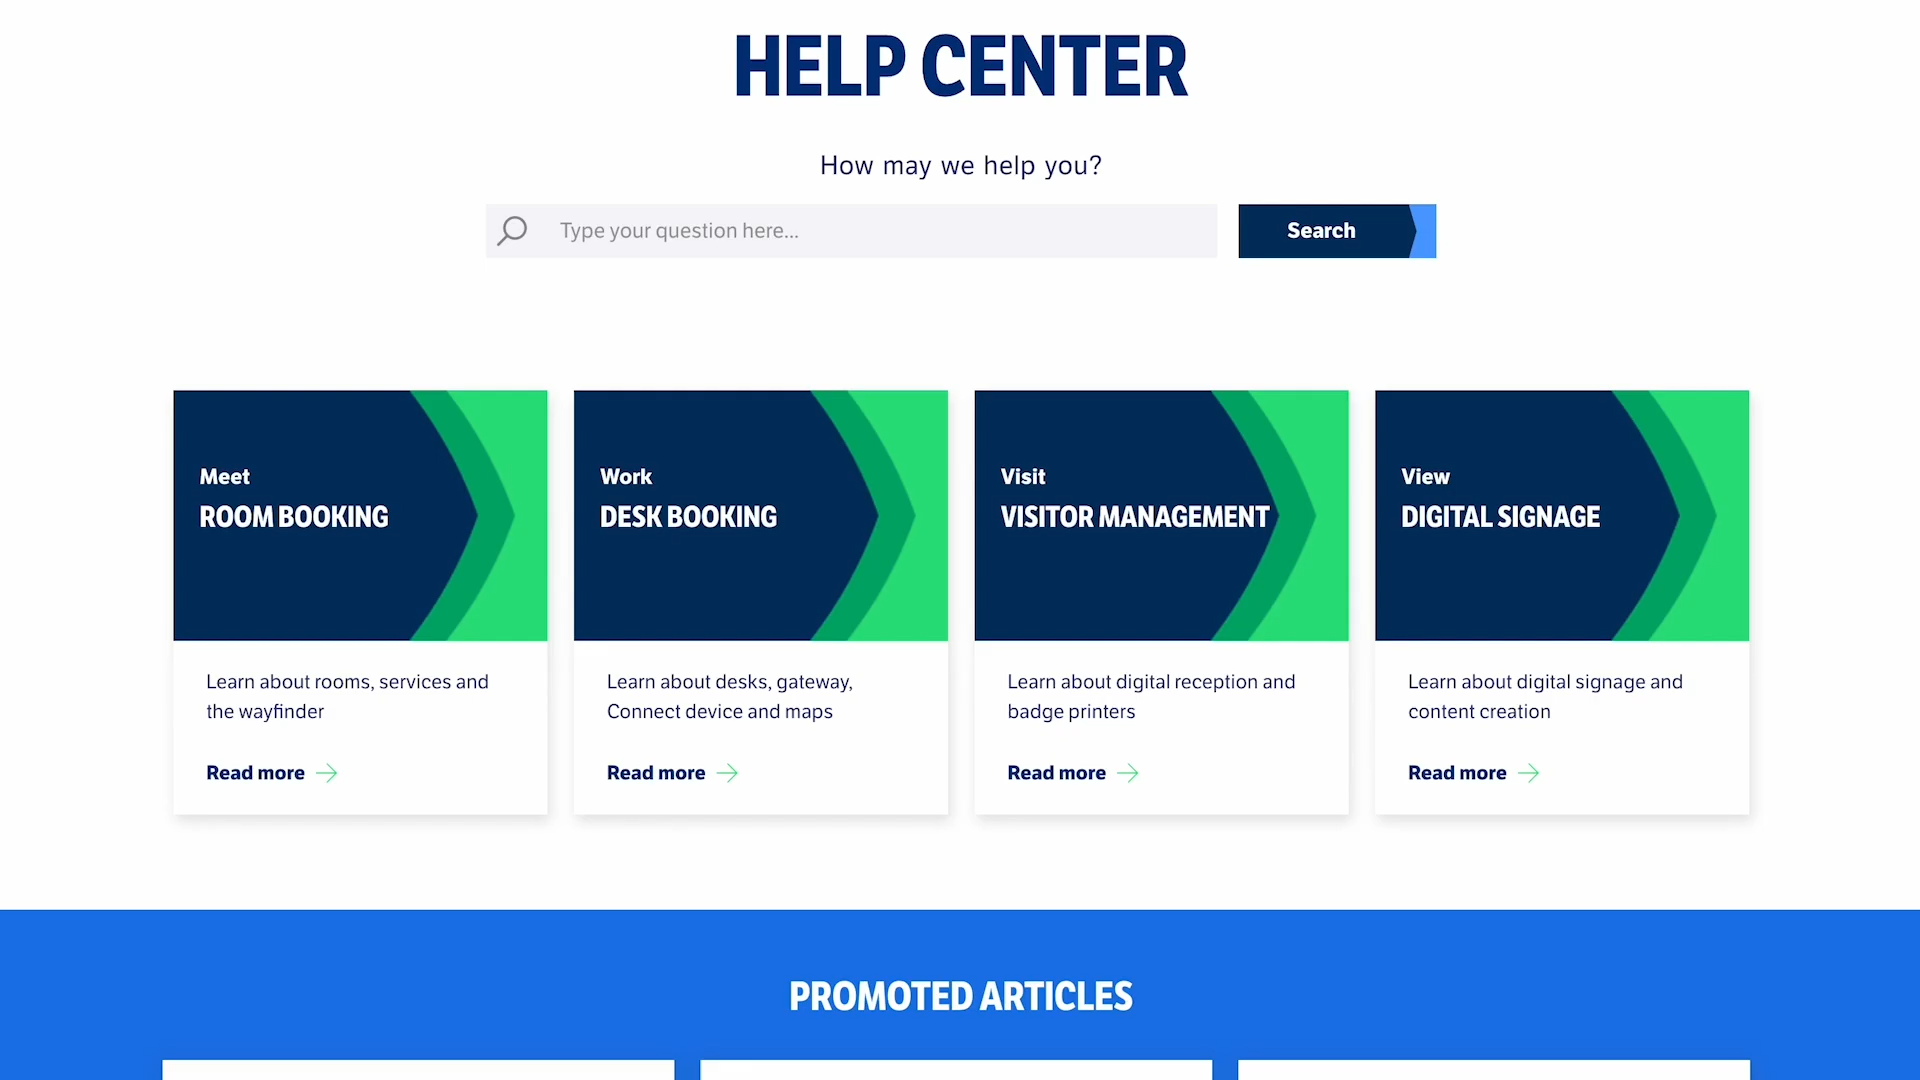 HELP CENTER
How may we help you?
Type your question here...
Search
Meet
ROOM BOOKING
Learn about rooms, services and
the wayfinder
Read more
Work
DESK BOOKING
Learn about desks, gateway,
Connect device and maps
Read more
Visit
VISITOR MANAGEMENT
Learn about digital reception and
badge printers
Read more
View
DIGITAL SIGNAGE
Learn about digital signage and
content creation
Read more
PROMOTED ARTICLES